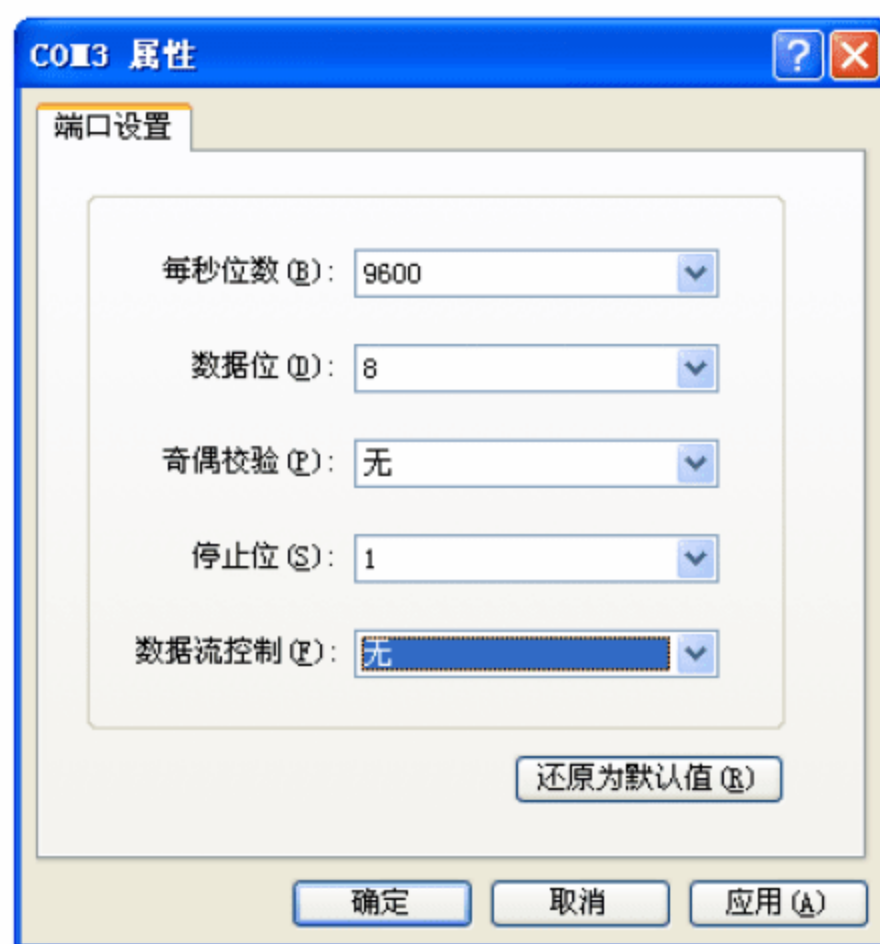 COM3 属性
端口设置
每秒位数(B): 9600
数据位(D): 8
奇偶校验(P): 无
停止位(S): 1
数据流控制(F): 无
还原为默认值(R)
确定 取消 应用(A)